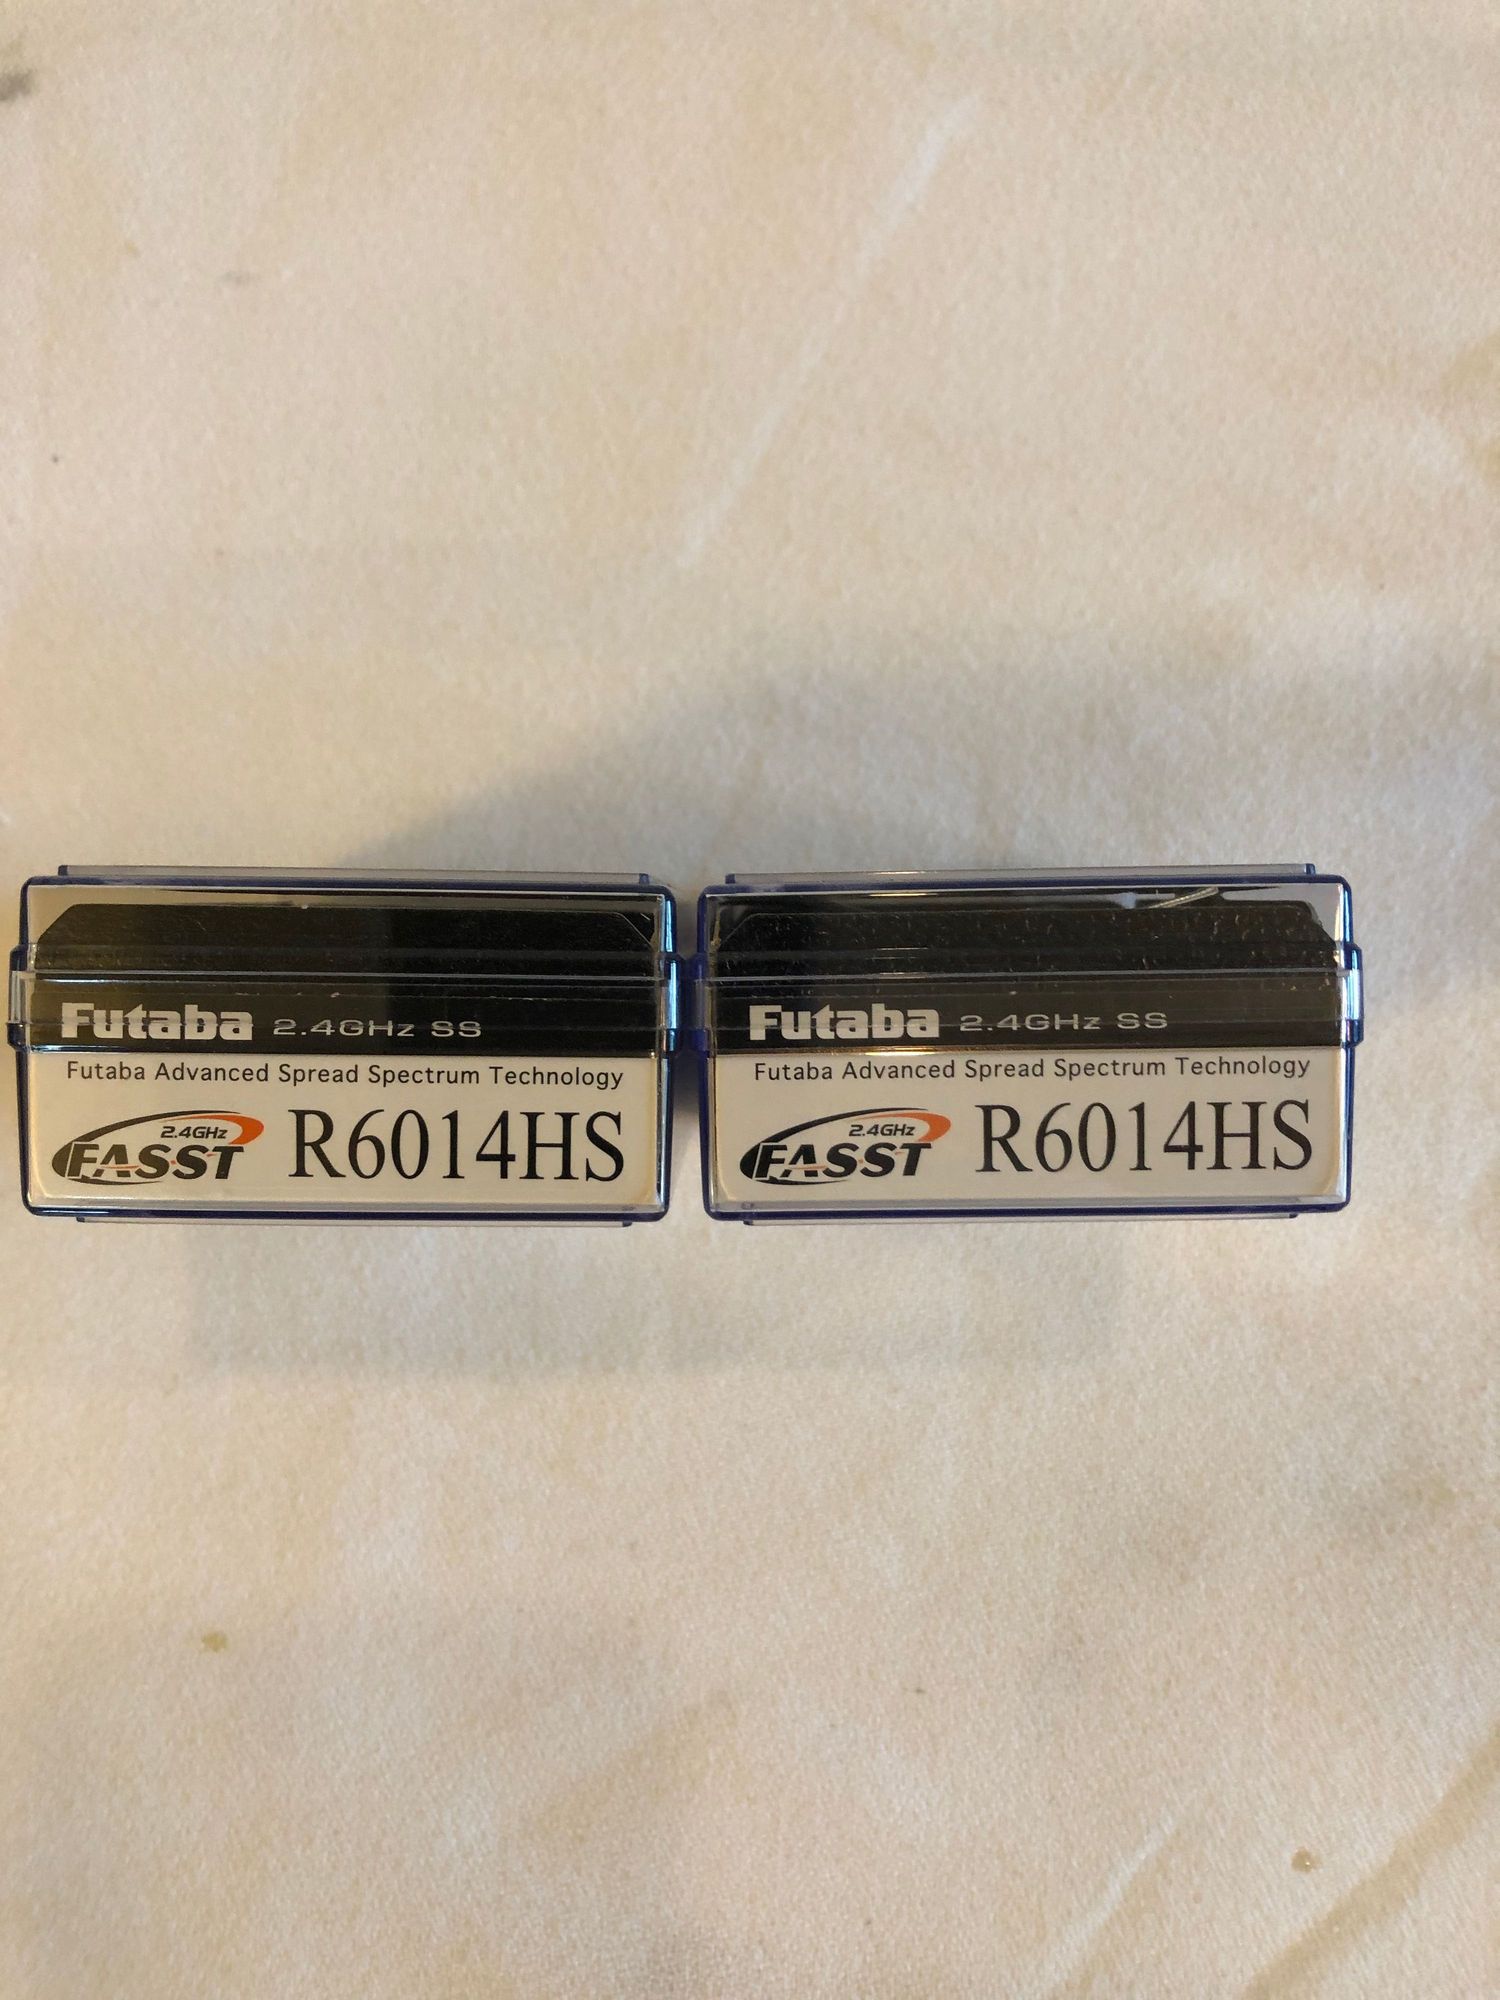 Futaba 2.4GHz SS
Futaba Advanced Spread Spectrum Technology
2.4GHz
FASST R6014HS
Futaba 2.4GHz SS
Futaba Advanced Spread Spectrum Technology
2.4GHz
FASST R6014HS